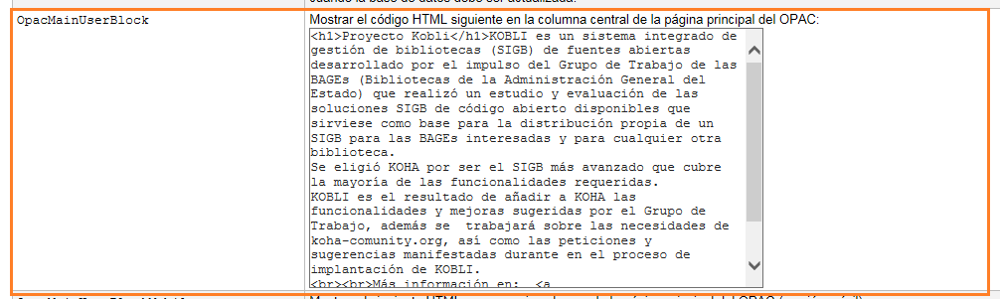 OpacMainUserBlock
Mostrar el código HTML siguiente en la columna central de la página principal del OPAC:
<h1>Proyecto Kobli</h1>KOBLI es un sistema integrado de
gestión de bibliotecas (SIGB) de fuentes abiertas
desarrollado por el impulso del Grupo de Trabajo de las
BAGEs (Bibliotecas de la Administración General del
Estado) que realizó un estudio y evaluación de las
soluciones SIGB de código abierto disponibles que
sirviese como base para la distribución propia de un
SIGB para las BAGEs interesadas y para cualquier otra
biblioteca.
Se eligió KOHA por ser el SIGB más avanzado que cubre
la mayoría de las funcionalidades requeridas.
KOBLI es el resultado de añadir a KOHA las
funcionalidades y mejoras sugeridas por el Grupo de
Trabajo, además se  trabajará sobre las necesidades de
koha-comunity.org, así como las peticiones y
sugerencias manifestadas durante en el proceso de
implantación de KOBLI.
<br><br>Más información en:  <a